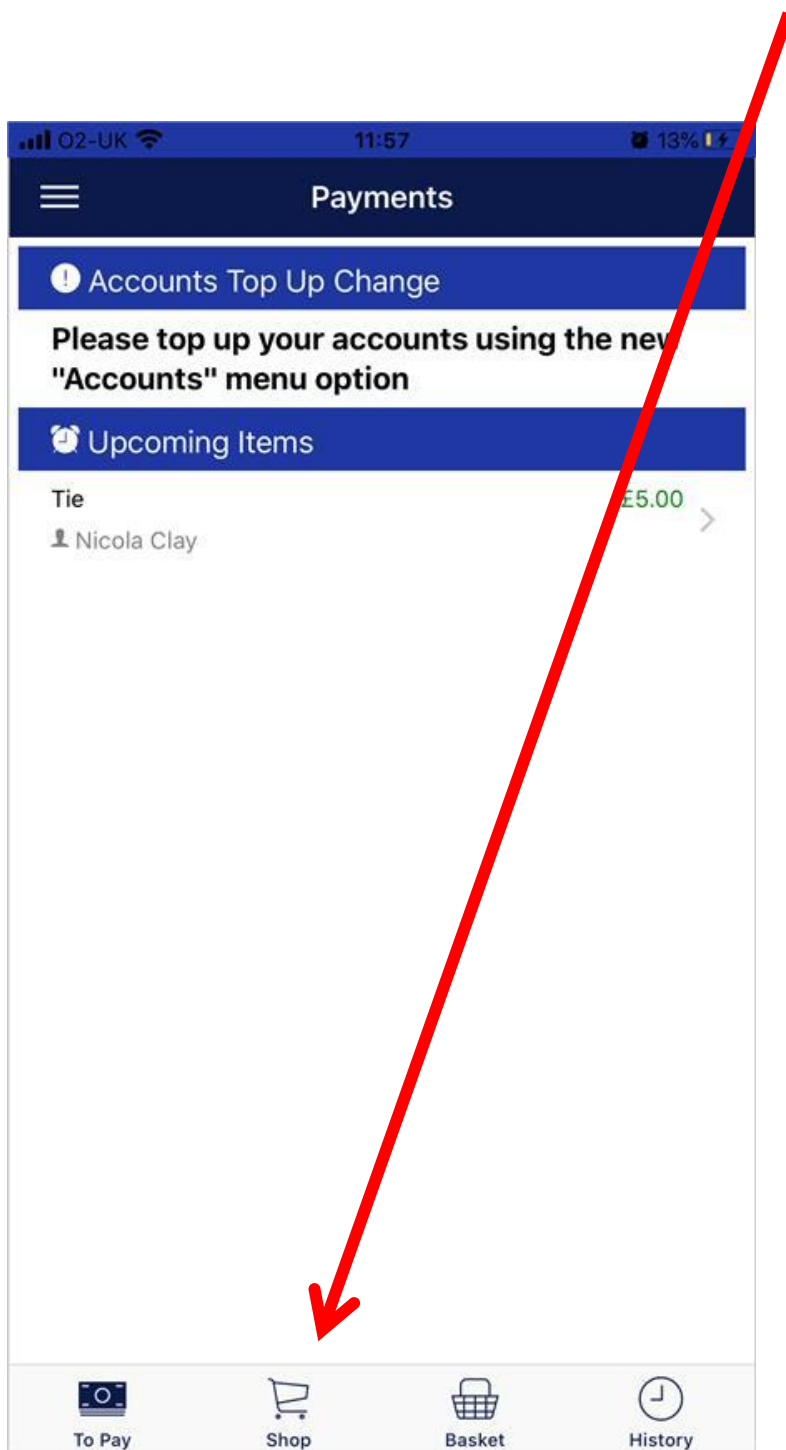 O2-UK 11:57 13%
Payments
Accounts Top Up Change
Please top up your accounts using the new
"Accounts" menu option
Upcoming Items
Tie £5.00
Nicola Clay
To Pay Shop Basket History